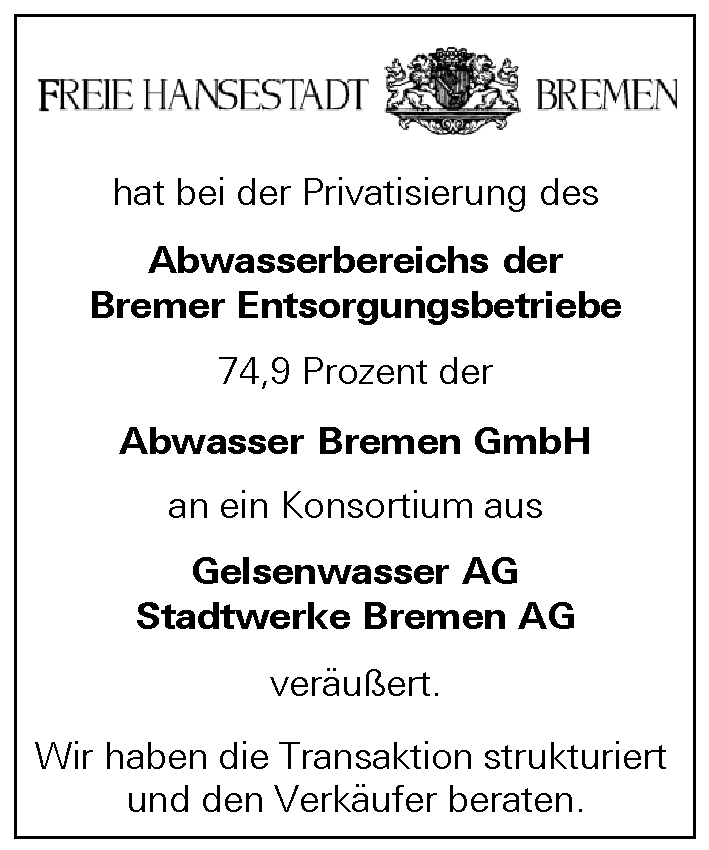 FREIE HANSESTADT BREMEN
hat bei der Privatisierung des
Abwasserbereichs der
Bremer Entsorgungsbetriebe
74,9 Prozent der
Abwasser Bremen GmbH
an ein Konsortium aus
Gelsenwasser AG
Stadtwerke Bremen AG
veräußert.
Wir haben die Transaktion strukturiert
und den Verkäufer beraten.